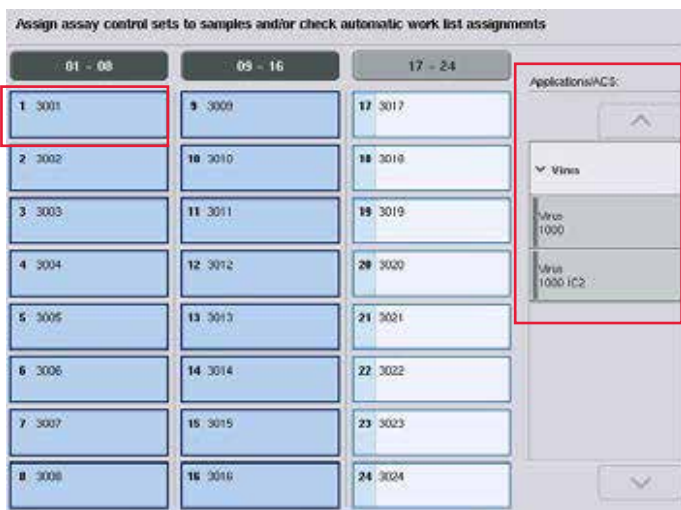 Assign assay control sets to samples and/or check automatic work list assignments
01 - 08
09 - 16
17 - 24
Applications/ACS:
1 3001
9 3009
17 3017
2 3002
10 3010
18 3018
Virus
3 3003
11 3011
19 3019
Virus
1000
4 3004
12 3012
20 3020
Virus
1000 IC2
5 3005
13 3013
21 3021
6 3006
14 3014
22 3022
7 3007
15 3015
23 3023
8 3008
16 3016
24 3024